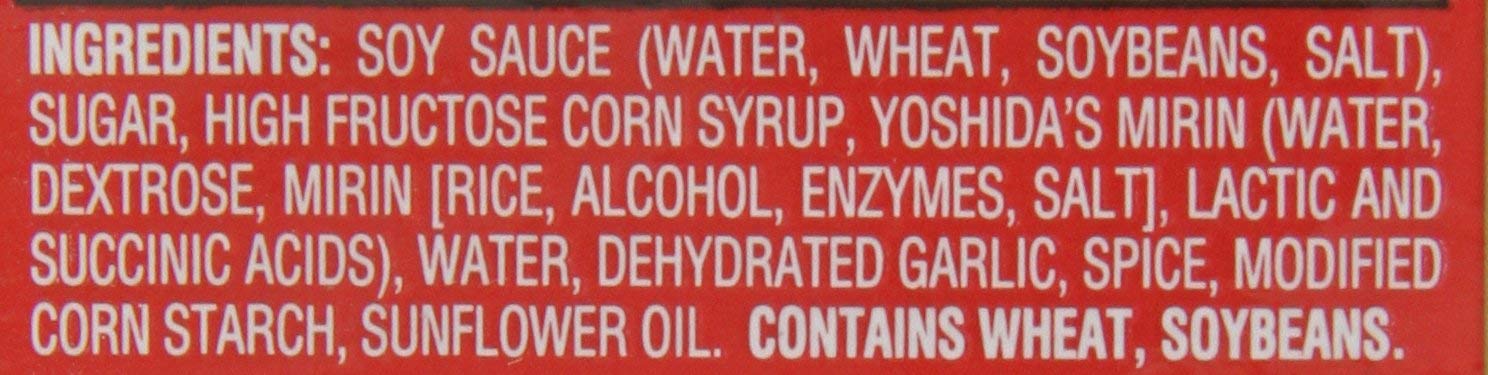 INGREDIENTS: SOY SAUCE (WATER, WHEAT, SOYBEANS, SALT),
SUGAR, HIGH FRUCTOSE CORN SYRUP, YOSHIDA'S MIRIN (WATER,
DEXTROSE, MIRIN [RICE, ALCOHOL, ENZYMES, SALT], LACTIC AND
SUCCINIC ACIDS), WATER, DEHYDRATED GARLIC, SPICE, MODIFIED
CORN STARCH, SUNFLOWER OIL. CONTAINS WHEAT, SOYBEANS.